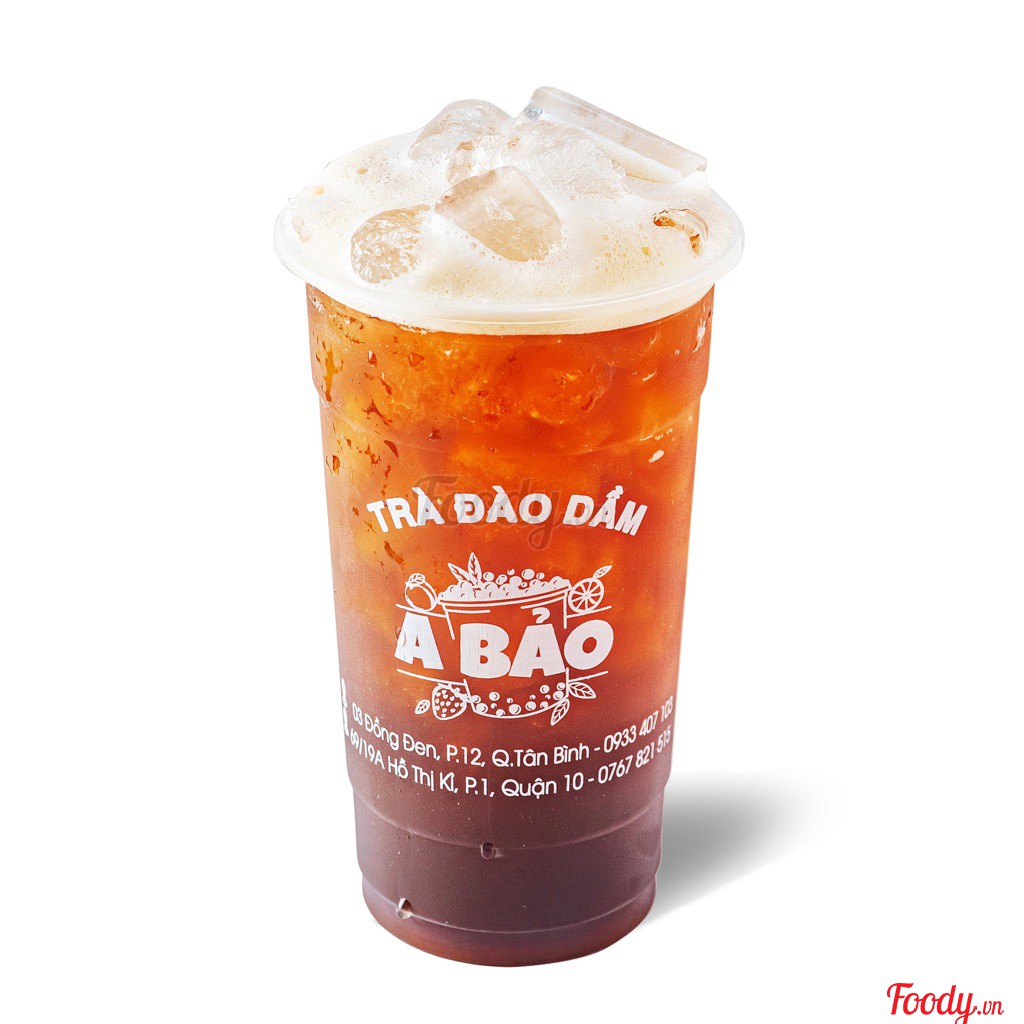 TRÀ ĐÀO DẦM
A BẢO
03 Đồng Đen, P.12, Q.Tân Bình - 0933 407 103
69/19A Hồ Thị Kỉ, P.1, Quận 10 - 0767 821 515
Foody.vn